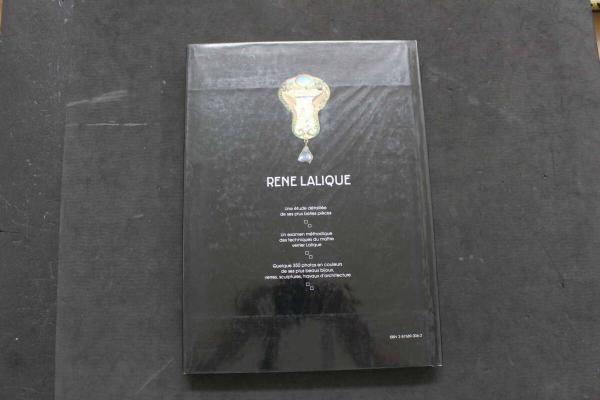 RENE LALIQUE
Une étude détaillée
de ses plus belles pièces
Un examen méthodique
des techniques du maître
verrier Lalique
Quelque 350 photos en couleurs
de ses plus beaux bijoux,
verres, sculptures, travaux d'architecture
ISBN